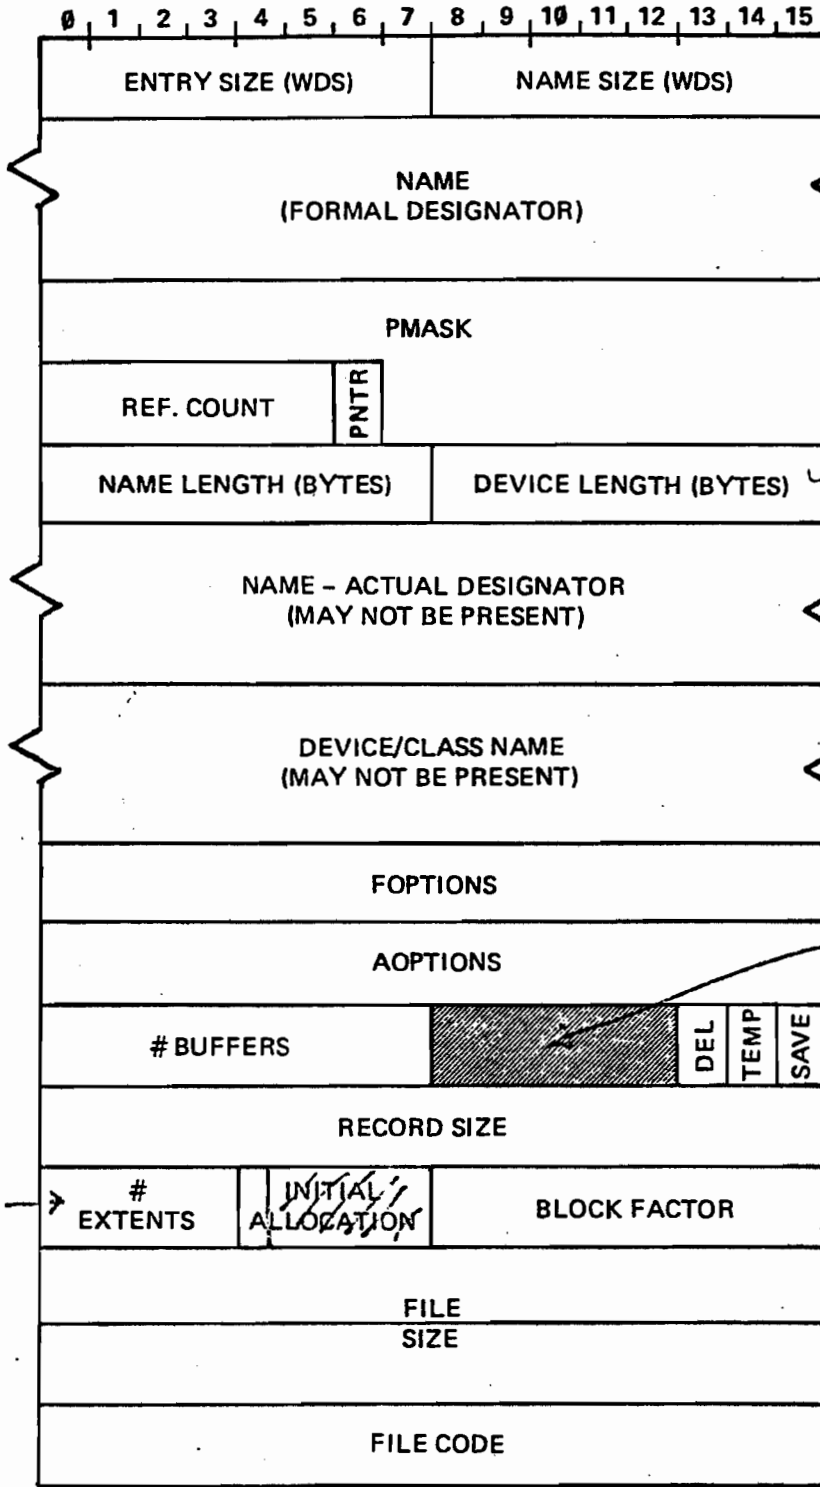 0 1 2 3 4 5 6 7 8 9 10 11 12 13 14 15
ENTRY SIZE (WDS) NAME SIZE (WDS)
NAME
(FORMAL DESIGNATOR)
PMASK
REF. COUNT PNTR
NAME LENGTH (BYTES) DEVICE LENGTH (BYTES)
NAME – ACTUAL DESIGNATOR
(MAY NOT BE PRESENT)
DEVICE/CLASS NAME
(MAY NOT BE PRESENT)
FOPTIONS
AOPTIONS
# BUFFERS DEL TEMP SAVE
RECORD SIZE
# EXTENTS INITIAL ALLOCATION BLOCK FACTOR
FILE
SIZE
FILE CODE